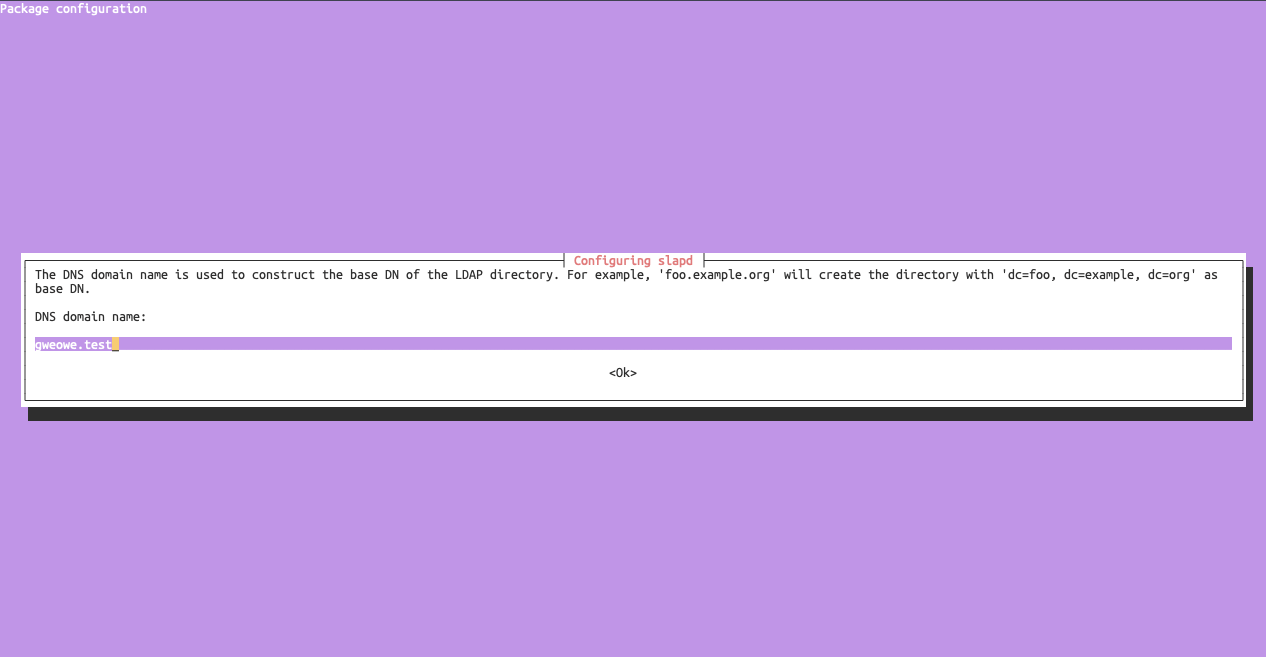 Package configuration
Configuring slapd
The DNS domain name is used to construct the base DN of the LDAP directory. For example, 'foo.example.org' will create the directory with 'dc=foo, dc=example, dc=org' as
base DN.
DNS domain name:
gweowe.test
<Ok>